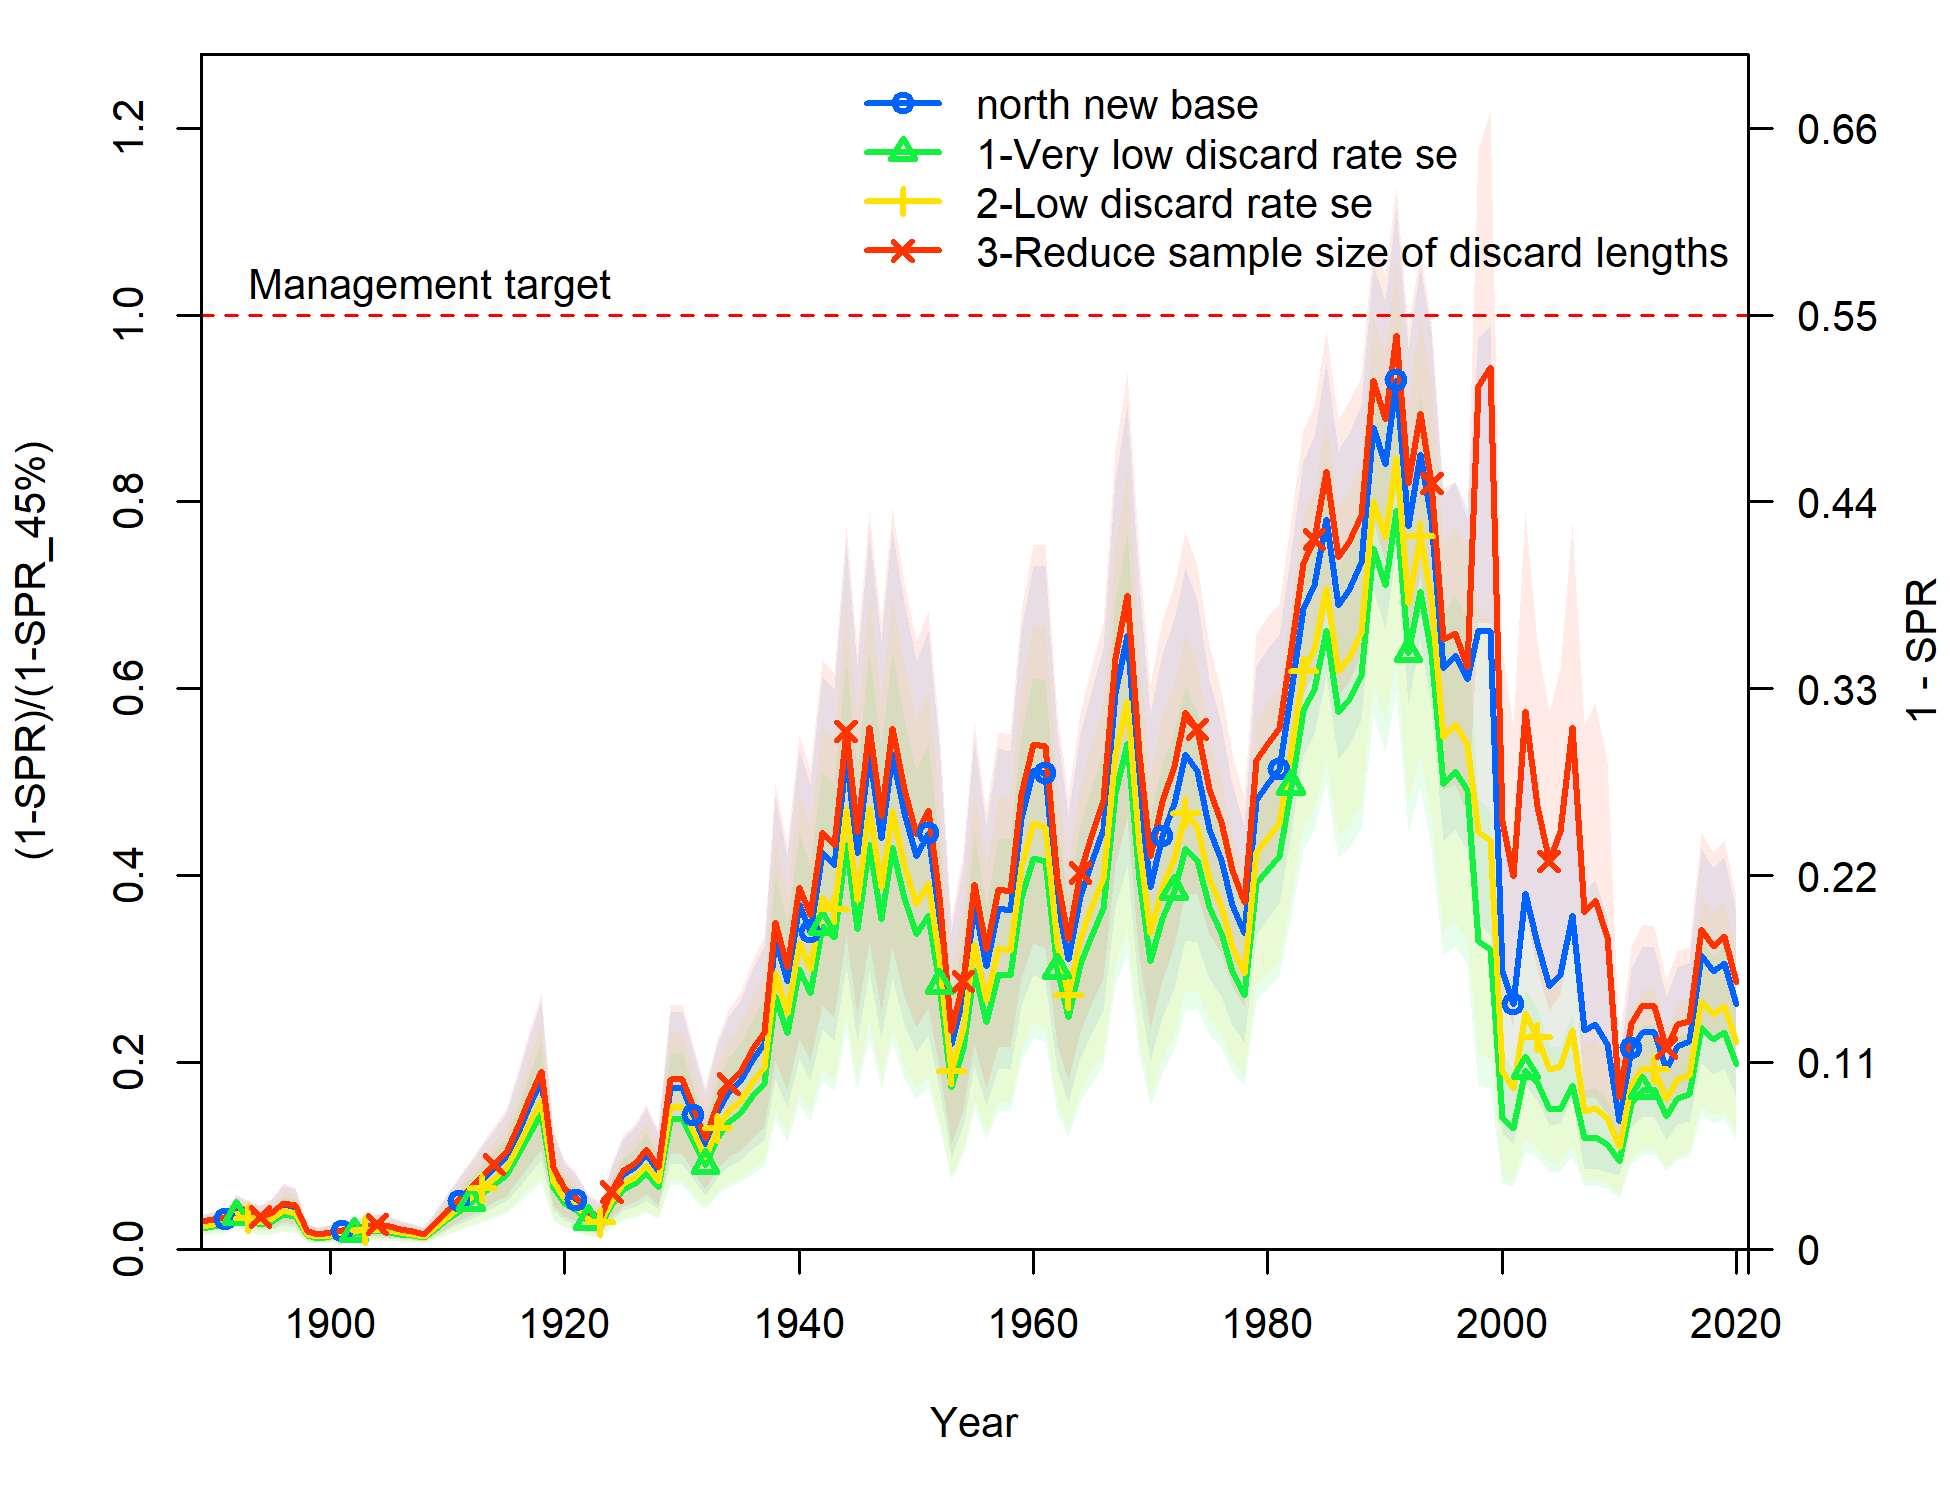 north new base
1-Very low discard rate se
2-Low discard rate se
3-Reduce sample size of discard lengths
Management target
(1-SPR)/(1-SPR_45%)
0.0
0.2
0.4
0.6
0.8
1.0
1.2
1 - SPR
0
0.11
0.22
0.33
0.44
0.55
0.66
1900
1920
1940
1960
1980
2000
2020
Year